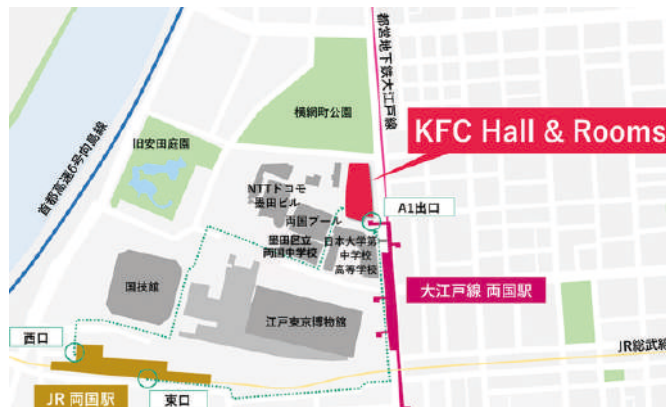 都営地下鉄大江戸線
横網町公園
KFC Hall & Rooms
首都高速6号向島線
旧安田庭園
NTTドコモ
墨田ビル
A1出口
両国プール
墨田区立
両国中学校
日本大学第一
中学校
高等学校
国技館
大江戸線 両国駅
江戸東京博物館
西口
JR総武線
JR 両国駅
東口